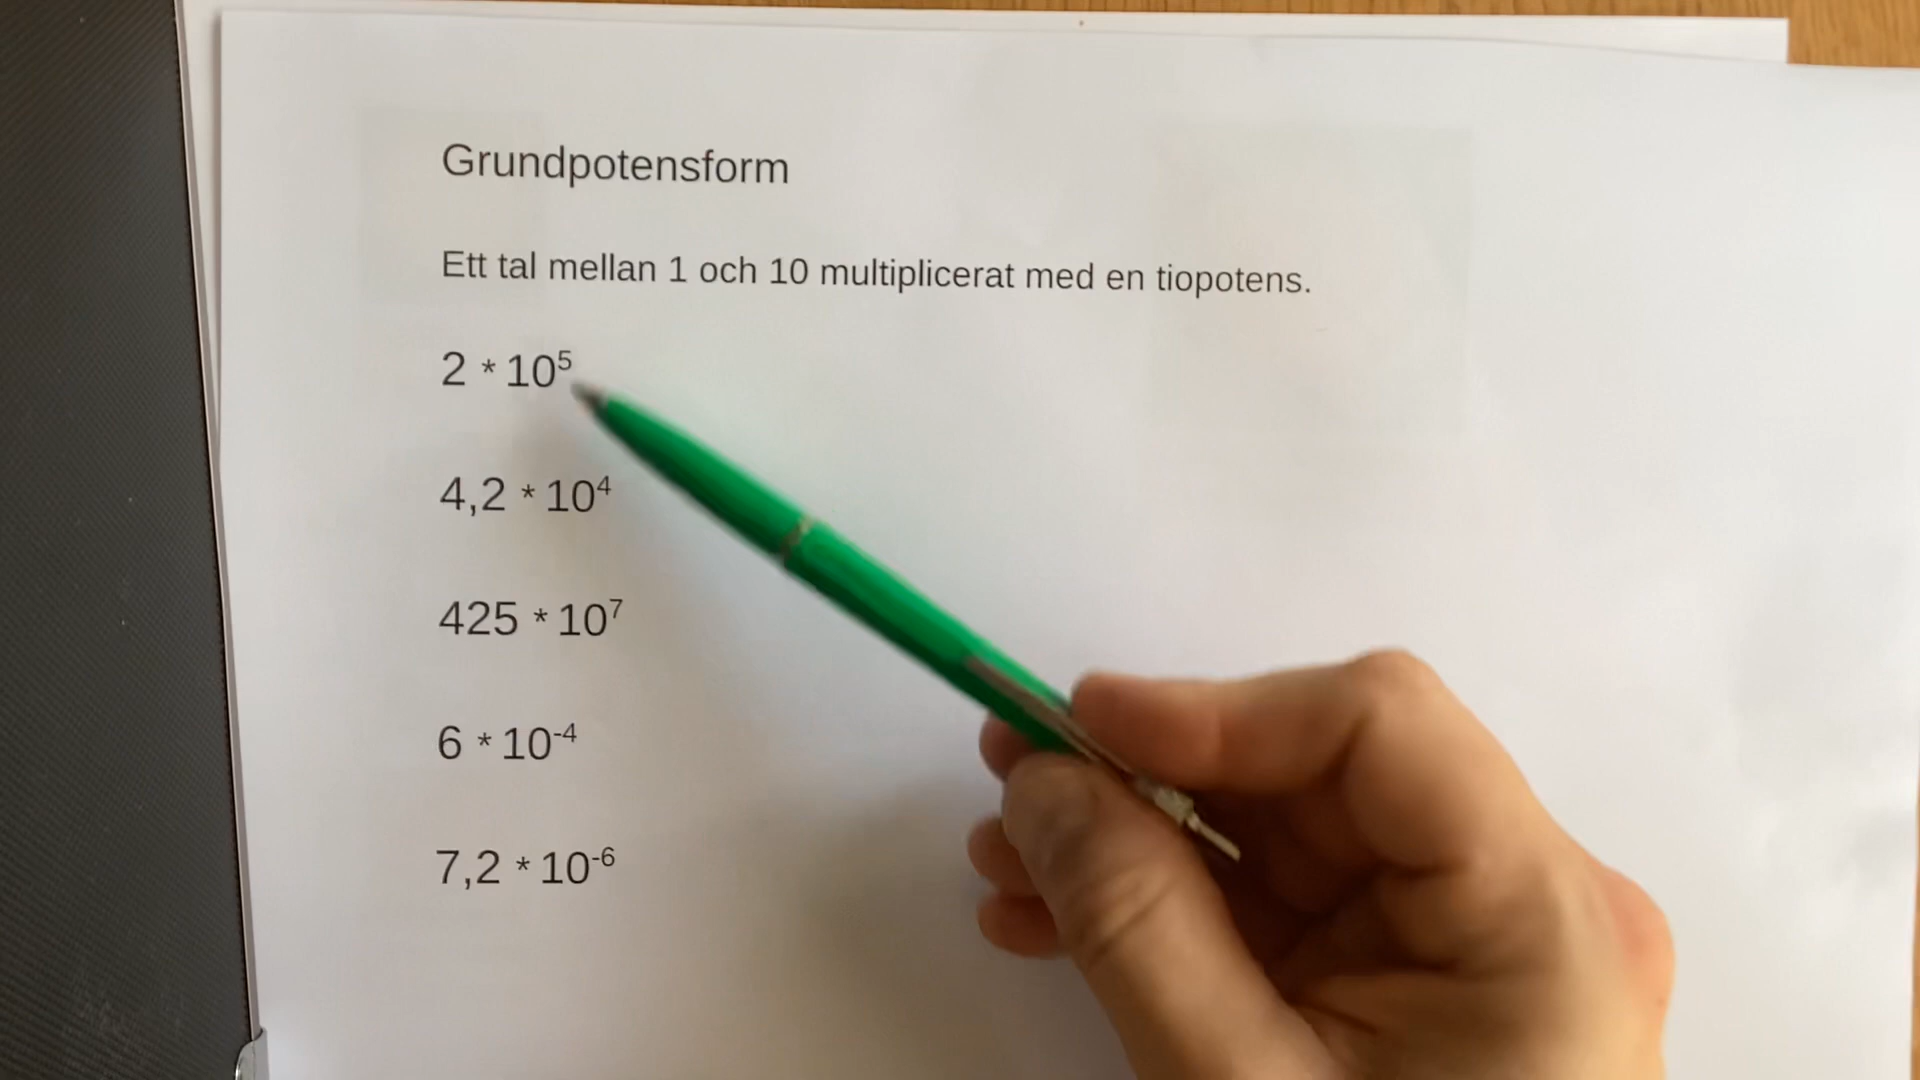 Grundpotensform
Ett tal mellan 1 och 10 multiplicerat med en tiopotens.
2 * 10⁵
4,2 * 10⁴
425 * 10⁷
6 * 10⁻⁴
7,2 * 10⁻⁶